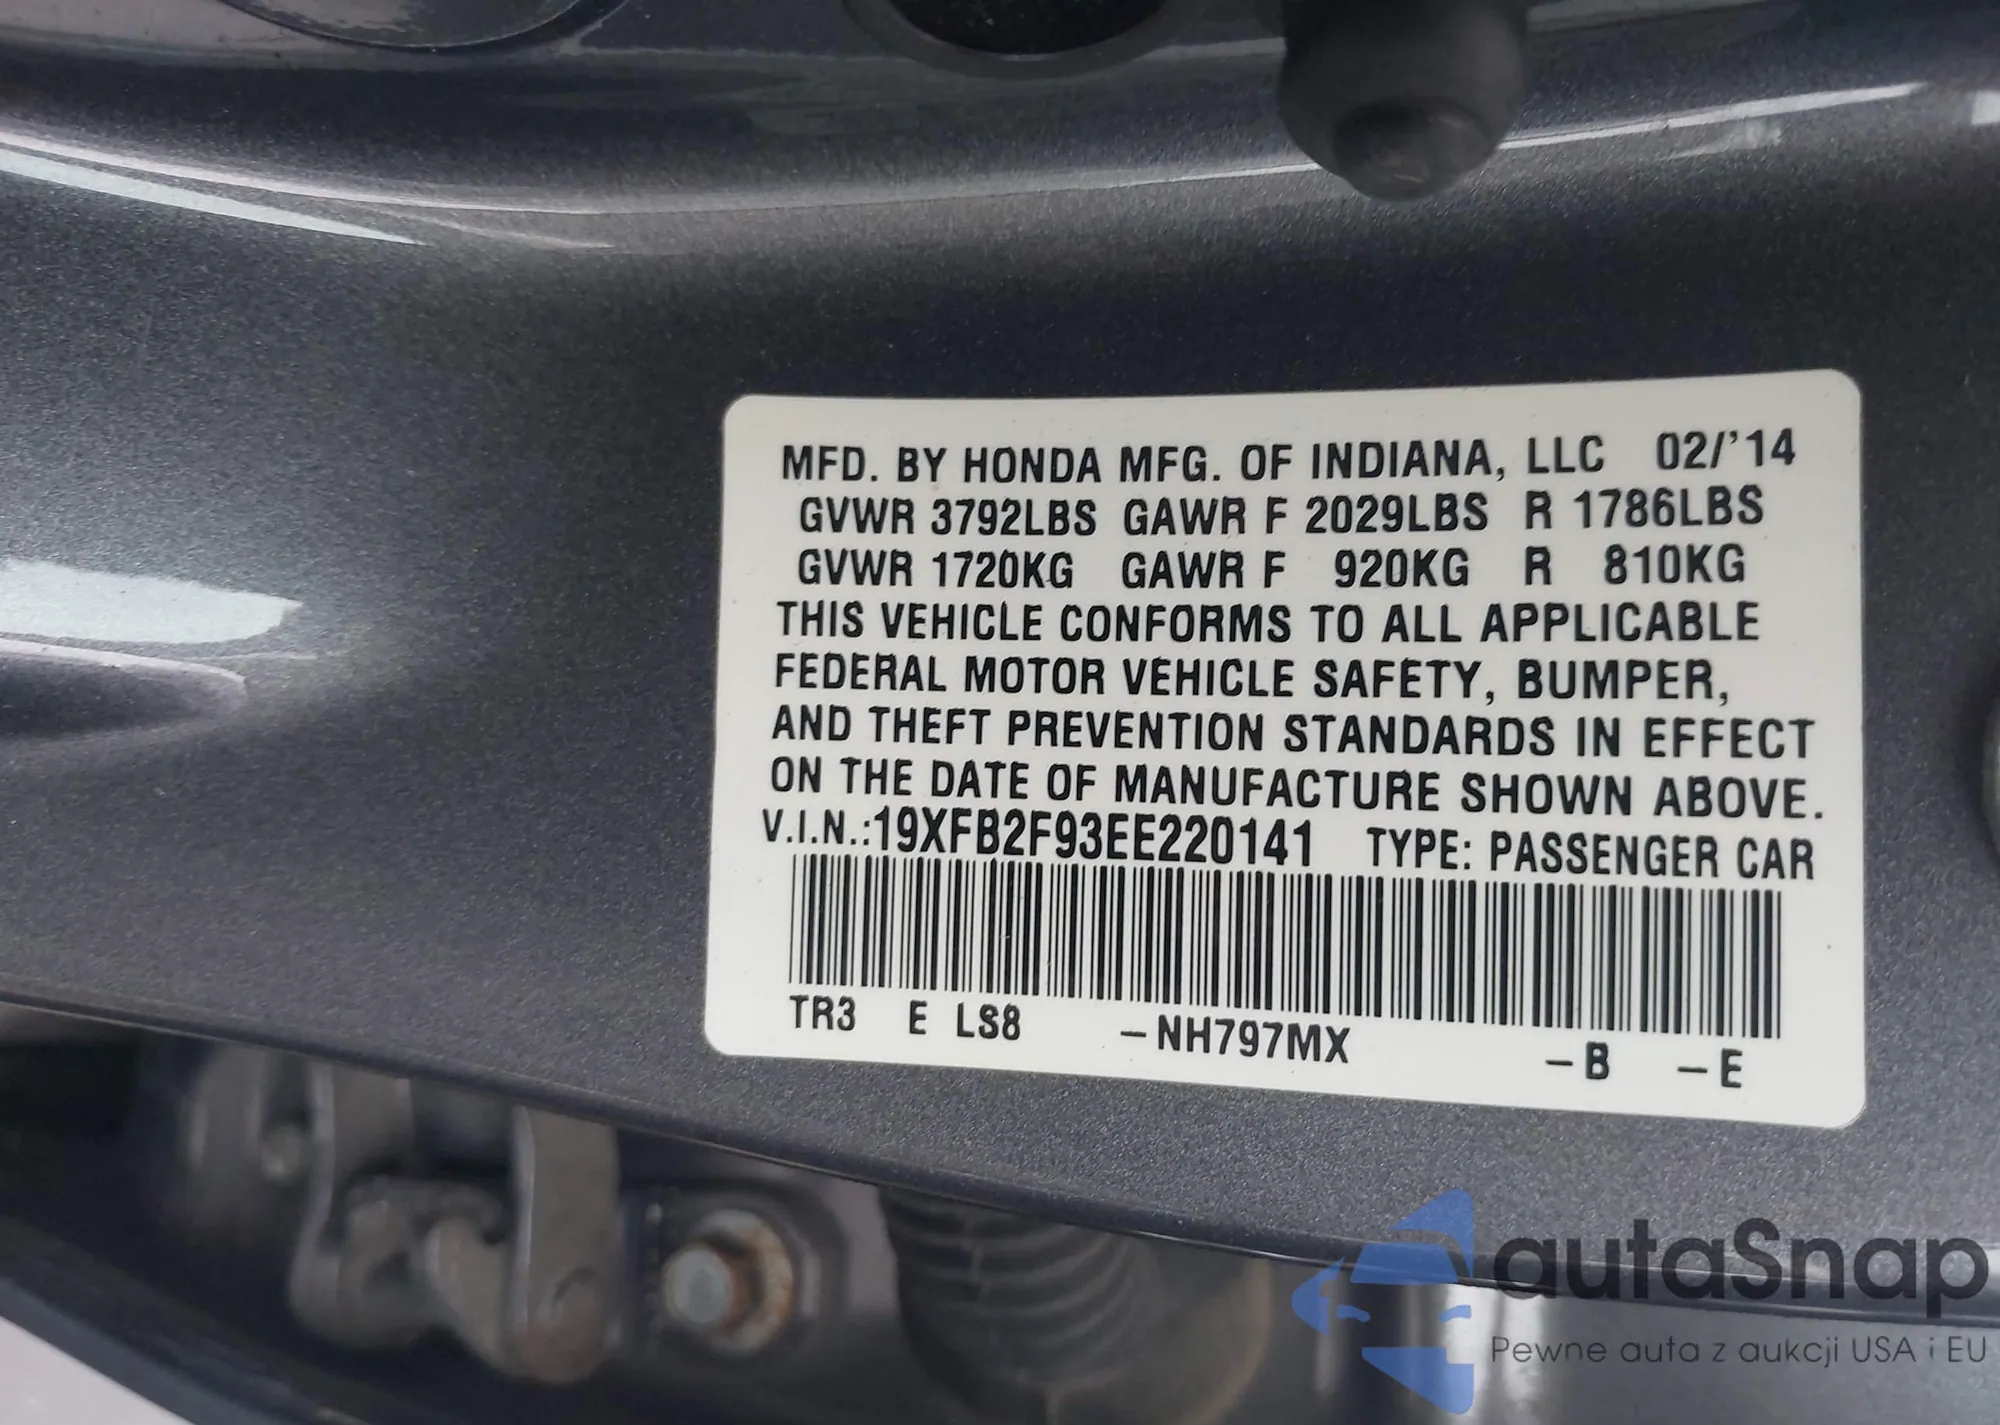 MFD. BY HONDA MFG. OF INDIANA, LLC 02/'14
GVWR 3792LBS GAWR F 2029LBS R 1786LBS
GVWR 1720KG GAWR F 920KG R 810KG
THIS VEHICLE CONFORMS TO ALL APPLICABLE
FEDERAL MOTOR VEHICLE SAFETY, BUMPER,
AND THEFT PREVENTION STANDARDS IN EFFECT
ON THE DATE OF MANUFACTURE SHOWN ABOVE.
V.I.N.:19XFB2F93EE220141 TYPE: PASSENGER CAR
TR3 E LS8 –NH797MX –B –E
autaSnap
Pewne auta z aukcji USA i EU